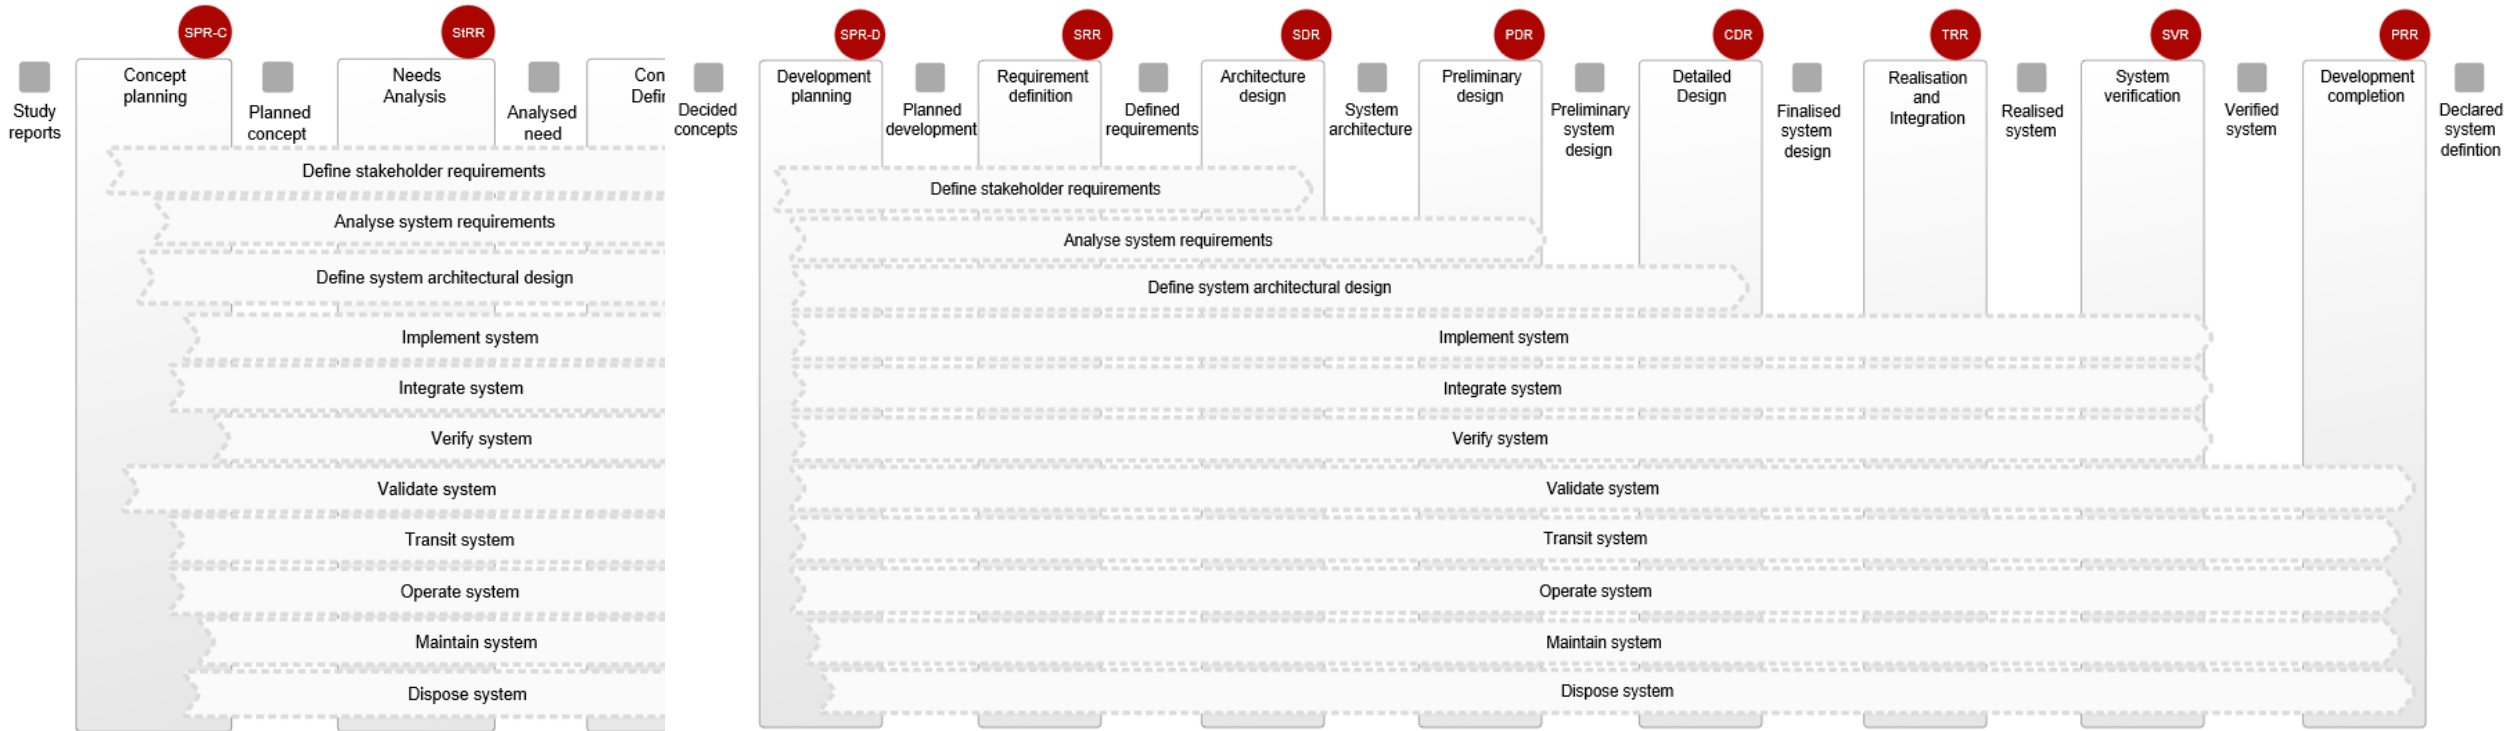 SPR-C
StRR
SPR-D
SRR
SDR
PDR
CDR
TRR
SVR
PRR
Study
reports
Concept
planning
Planned
concept
Needs
Analysis
Analysed
need
Con
Defin
Decided
concepts
Development
planning
Planned
development
Requirement
definition
Defined
requirements
Architecture
design
System
architecture
Preliminary
design
Preliminary
system
design
Detailed
Design
Finalised
system
design
Realisation
and
Integration
Realised
system
System
verification
Verified
system
Development
completion
Declared
system
defintion
Define stakeholder requirements
Analyse system requirements
Define system architectural design
Implement system
Integrate system
Verify system
Validate system
Transit system
Operate system
Maintain system
Dispose system
Define stakeholder requirements
Analyse system requirements
Define system architectural design
Implement system
Integrate system
Verify system
Validate system
Transit system
Operate system
Maintain system
Dispose system